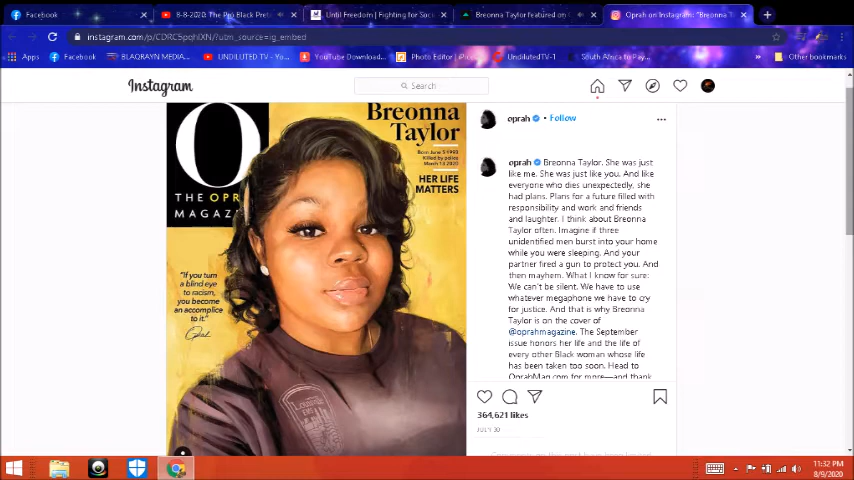 Facebook
8-8-2020: The Pro Black Pret
Until Freedom | Fighting for Soci
Breonna Taylor featured on
Oprah on Instagram: "Breonna T
instagram.com/p/CDRC5pqhIXN/?utm_source=ig_embed
Apps
Facebook
BLAQRAYN MEDIA...
UNDILUTED TV - Yo...
YouTube Download...
Photo Editor
UndilutedTV-1
South Africa to Pay...
Other bookmarks
Instagram
Search
O
THE OPR
MAGAZ
Breonna
Taylor
Born June 5 1993
Killed by police
March 13 2020
HER LIFE
MATTERS
"If you turn
a blind eye
to racism,
you become
an accomplice
to it."
oprah • Follow
oprah Breonna Taylor. She was just
like me. She was just like you. And like
everyone who dies unexpectedly, she
had plans. Plans for a future filled with
responsibility and work and friends
and laughter. I think about Breonna
Taylor often. Imagine if three
unidentified men burst into your home
while you were sleeping. And your
partner fired a gun to protect you. And
then mayhem. What I know for sure:
We can't be silent. We have to use
whatever megaphone we have to cry
for justice. And that is why Breonna
Taylor is on the cover of
@oprahmagazine. The September
issue honors her life and the life of
every other Black woman whose life
has been taken too soon. Head to
OprahMag.com for more—and thank
364,621 likes
JULY 30
11:32 PM
8/9/2020